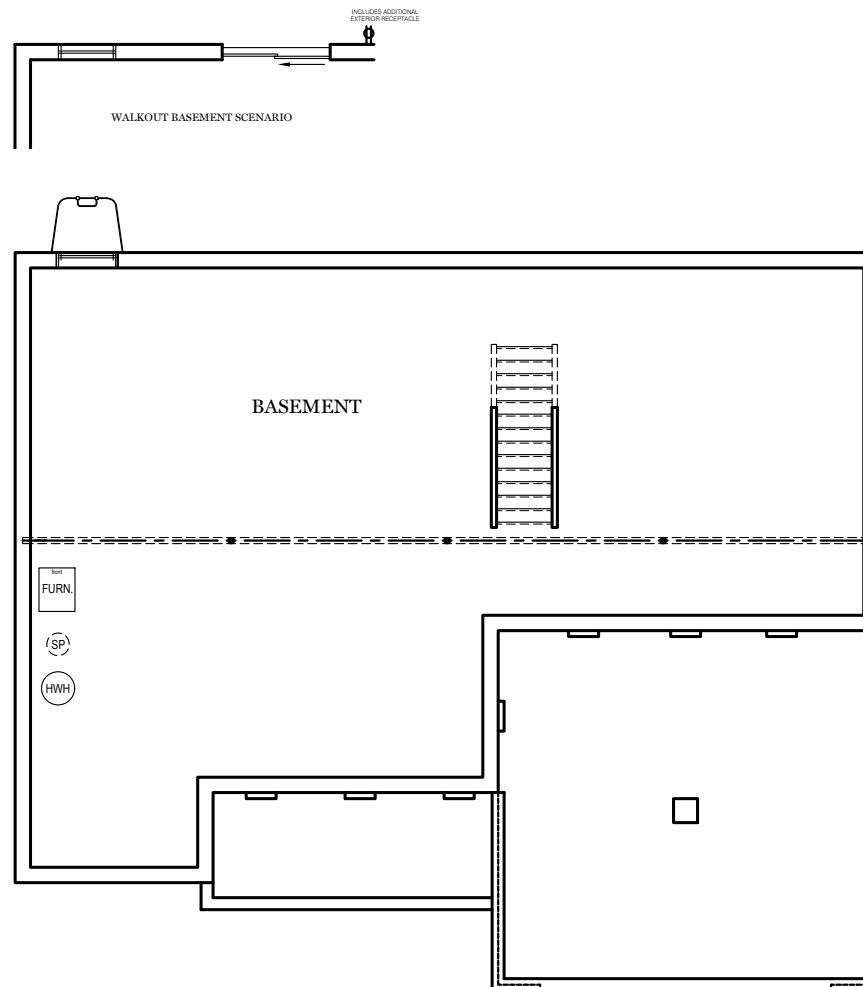 INCLUDES ADDITIONAL
EXTERIOR RECEPTACLE
WALKOUT BASEMENT SCENARIO
BASEMENT
front
FURN.
SP
HWH